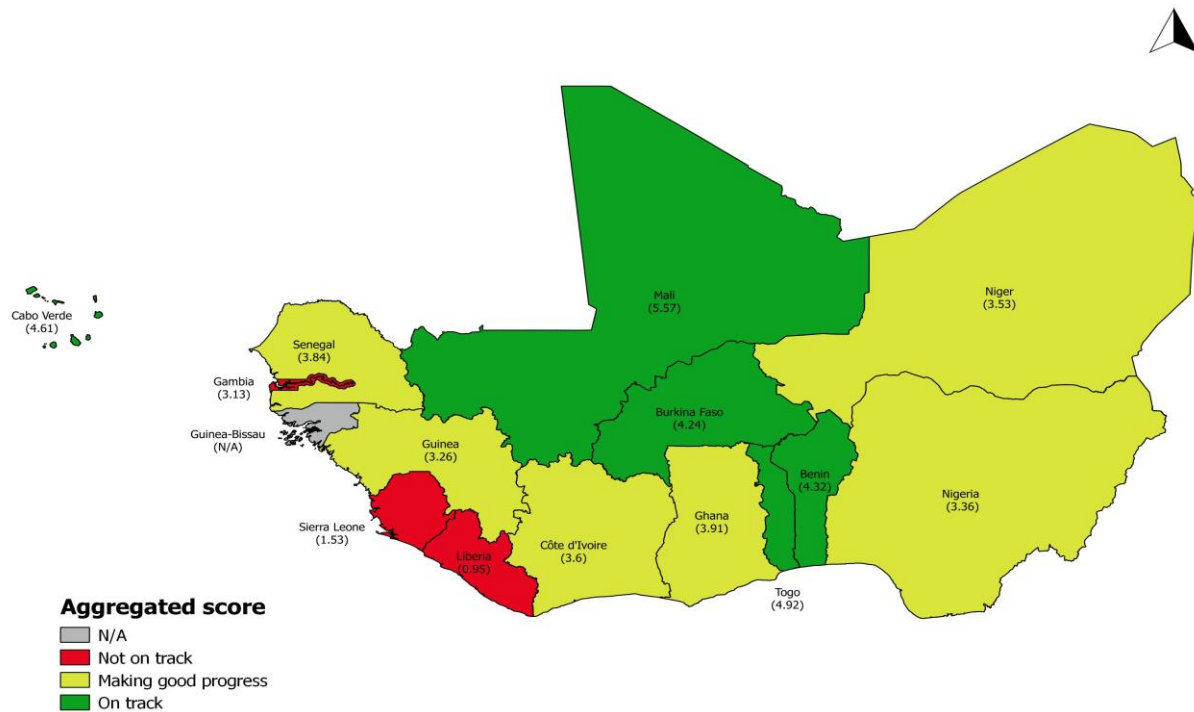 Mali
(5.57)
Niger
(3.53)
Cabo Verde
(4.61)
Senegal
(3.84)
Gambia
(3.13)
Burkina Faso
(4.24)
Guinea-Bissau
(N/A)
Guinea
(3.26)
Benin
(4.32)
Nigeria
(3.36)
Ghana
(3.91)
Sierra Leone
(1.53)
Côte d'Ivoire
(3.6)
Liberia
(0.95)
Togo
(4.92)
Aggregated score
N/A
Not on track
Making good progress
On track